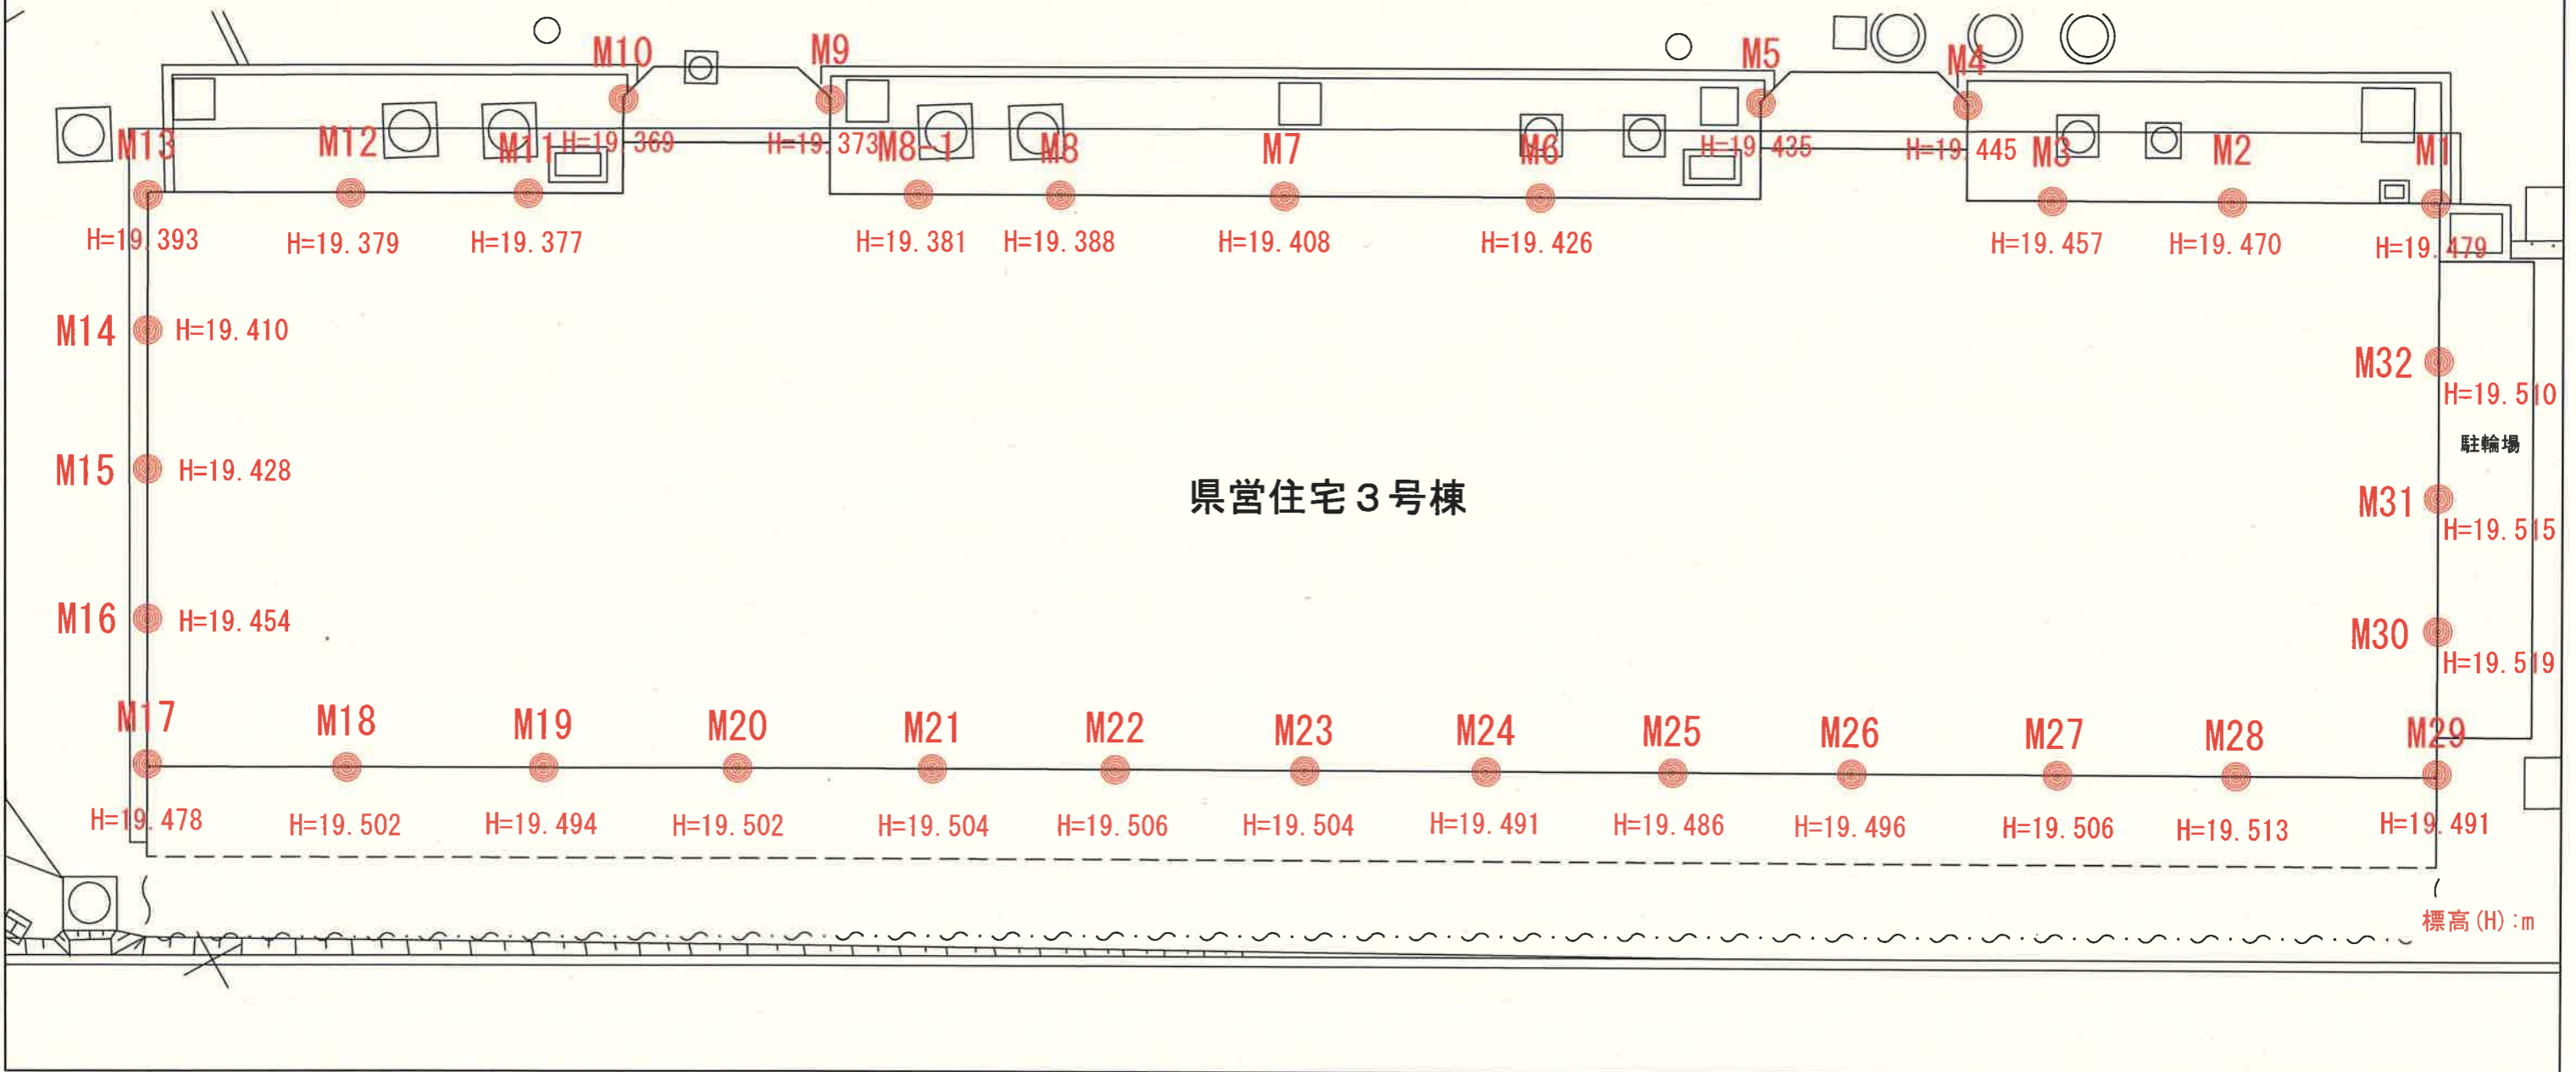 M10 M9 M5 M4
M13 M12 M11 H=19.369 H=19.373 M8-1 M8 M7 M6 H=19.435 H=19.445 M3 M2 M1
H=19.393 H=19.379 H=19.377 H=19.381 H=19.388 H=19.408 H=19.426 H=19.457 H=19.470 H=19.479
M14 H=19.410
M32
H=19.510
駐輪場
M15 H=19.428
県営住宅3号棟
M31
H=19.515
M16 H=19.454
M30
H=19.519
M17 M18 M19 M20 M21 M22 M23 M24 M25 M26 M27 M28 M29
H=19.478 H=19.502 H=19.494 H=19.502 H=19.504 H=19.506 H=19.504 H=19.491 H=19.486 H=19.496 H=19.506 H=19.513 H=19.491
標高(H):m